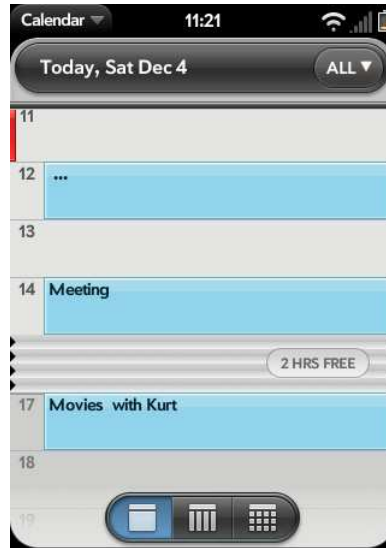 Calendar 11:21
Today, Sat Dec 4 ALL
11
12 ...
13
14 Meeting
2 HRS FREE
17 Movies with Kurt
18
19